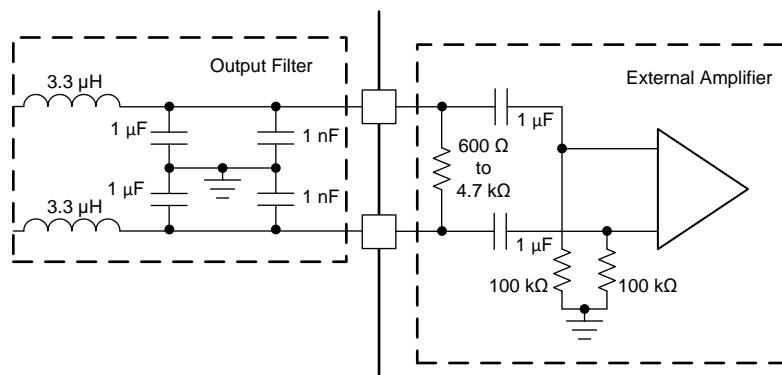 Output Filter
3.3 µH
1 µF
1 nF
1 µF
1 nF
3.3 µH
External Amplifier
1 µF
600 Ω
to
4.7 kΩ
1 µF
100 kΩ
100 kΩ